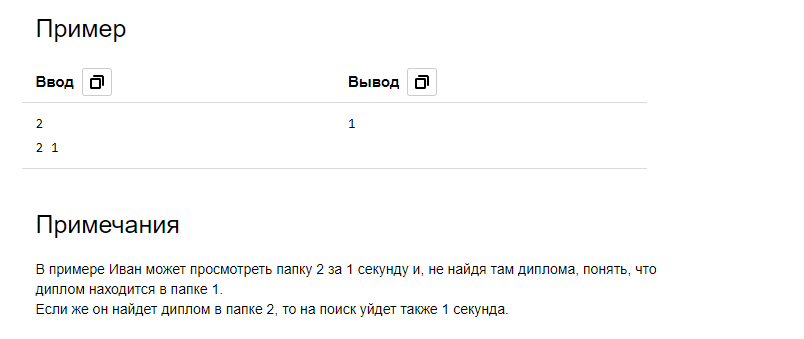 Пример
Ввод Вывод
2 1
2 1
Примечания
В примере Иван может просмотреть папку 2 за 1 секунду и, не найдя там диплома, понять, что
диплом находится в папке 1.
Если же он найдет диплом в папке 2, то на поиск уйдет также 1 секунда.